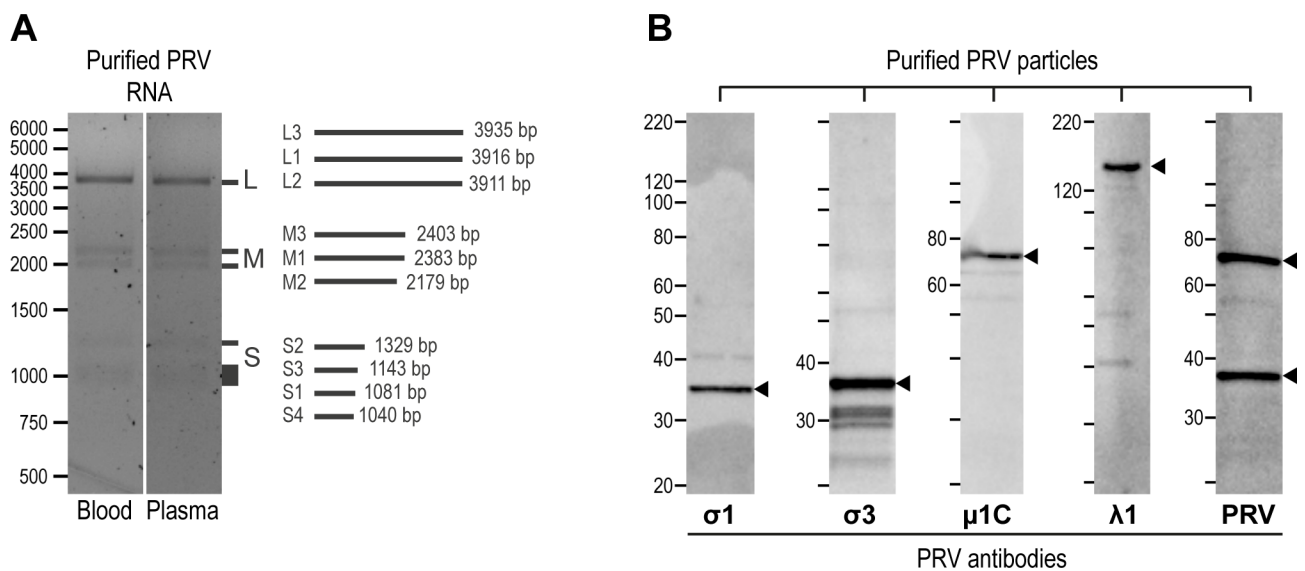 A
Purified PRV
RNA
6000
5000
4000
3500
3000
2500
2000
1500
1000
750
500
L
M
S
Blood Plasma
L3 3935 bp
L1 3916 bp
L2 3911 bp
M3 2403 bp
M1 2383 bp
M2 2179 bp
S2 1329 bp
S3 1143 bp
S1 1081 bp
S4 1040 bp
B
Purified PRV particles
220
120
100
80
60
50
40
30
20
40
30
80
60
220
120
80
60
40
30
σ1 σ3 μ1C λ1 PRV
PRV antibodies